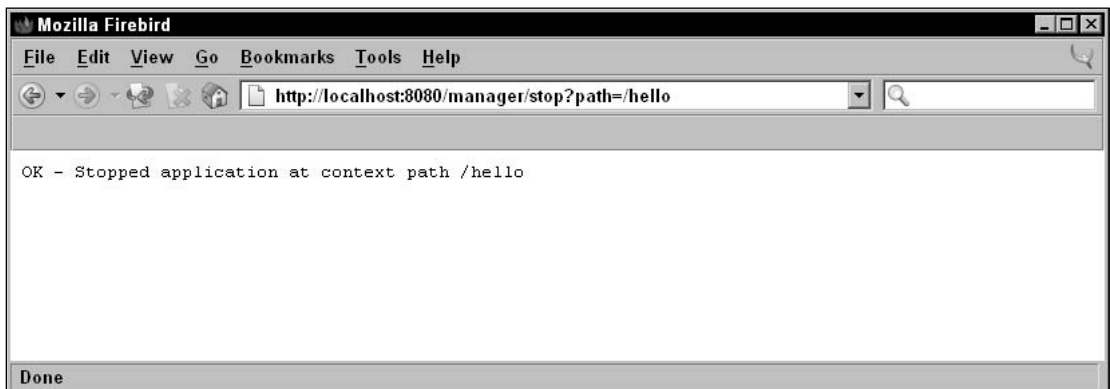 Mozilla Firebird
File Edit View Go Bookmarks Tools Help
http://localhost:8080/manager/stop?path=/hello
OK - Stopped application at context path /hello
Done